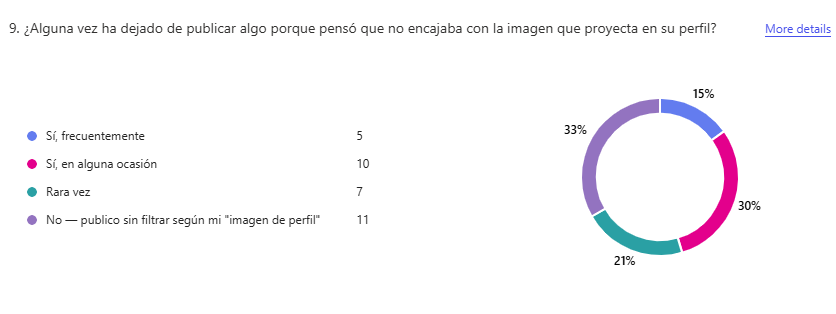 9. ¿Alguna vez ha dejado de publicar algo porque pensó que no encajaba con la imagen que proyecta en su perfil?
More details
Sí, frecuentemente 5
Sí, en alguna ocasión 10
Rara vez 7
No — publico sin filtrar según mi "imagen de perfil" 11
15%
33%
30%
21%